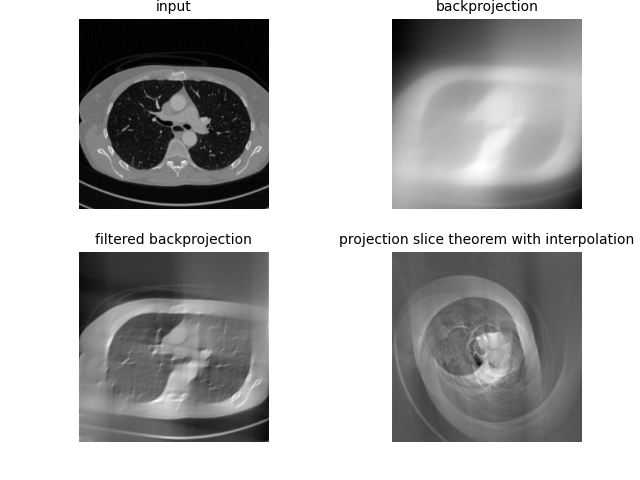 input
backprojection
filtered backprojection
projection slice theorem with interpolation